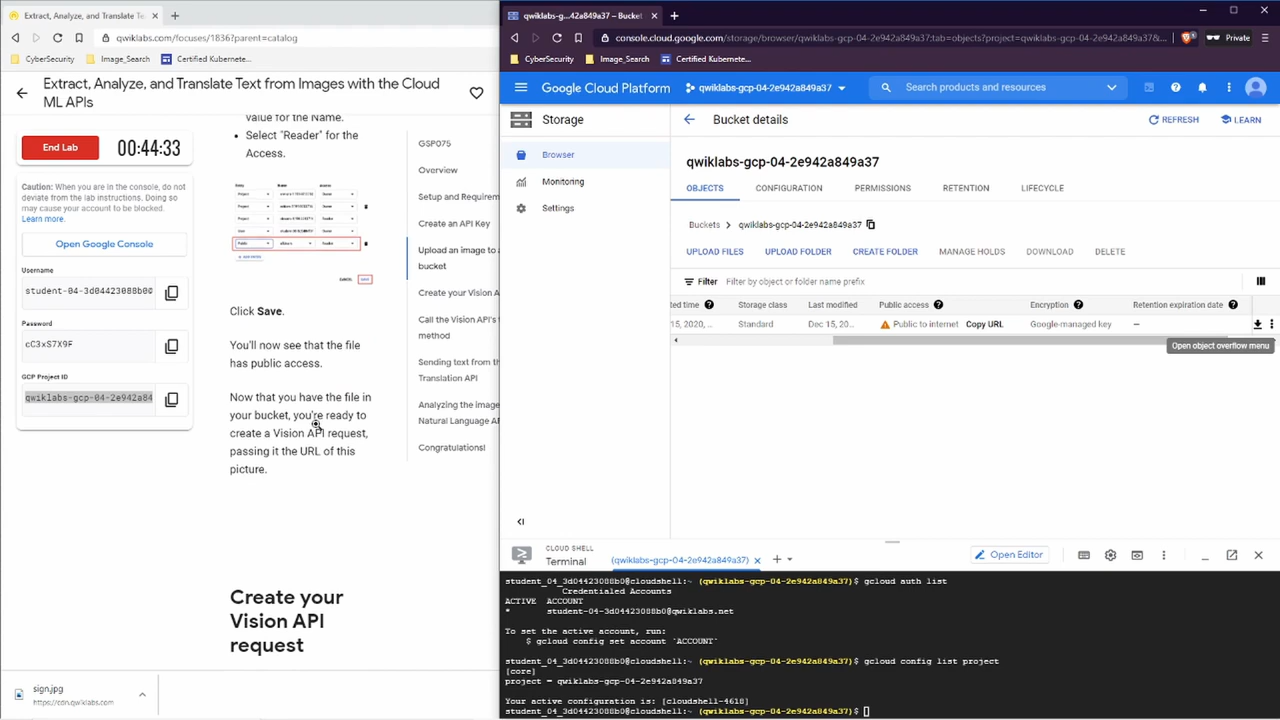 Extract, Analyze, and Translate Te
qwiklabs.com/focuses/1836?parent=catalog
CyberSecurity
Image_Search
Certified Kubernete...
Extract, Analyze, and Translate Text from Images with the Cloud
ML APIs
End Lab
00:44:33
Caution: When you are in the console, do not
deviate from the lab instructions. Doing so
may cause your account to be blocked.
Learn more.
Open Google Console
Username
student-04-3d04423088b0@
Password
cC3xS7X9F
GCP Project ID
qwiklabs-gcp-04-2e942a84
value for the Name.
Select "Reader" for the
Access.
Click Save.
You'll now see that the file
has public access.
Now that you have the file in
your bucket, you're ready to
create a Vision API request,
passing it the URL of this
picture.
Create your
Vision API
request
GSP075
Overview
Setup and Requirem
Create an API Key
Upload an image to a
bucket
Create your Vision A
Call the Vision API's t
method
Sending text from the
Translation API
Analyzing the image
Natural Language AP
Congratulations!
sign.jpg
https://cdn.qwiklabs.com
qwiklabs-g...42a849a37 – Bucket
console.cloud.google.com/storage/browser/qwiklabs-gcp-04-2e942a849a37;tab=objects?project=qwiklabs-gcp-04-2e942a849a37&...
Private
CyberSecurity
Image_Search
Certified Kubernete...
Google Cloud Platform
qwiklabs-gcp-04-2e942a849a37
Search products and resources
Storage
Bucket details
REFRESH
LEARN
Browser
Monitoring
Settings
qwiklabs-gcp-04-2e942a849a37
OBJECTS
CONFIGURATION
PERMISSIONS
RETENTION
LIFECYCLE
Buckets
qwiklabs-gcp-04-2e942a849a37
UPLOAD FILES
UPLOAD FOLDER
CREATE FOLDER
MANAGE HOLDS
DOWNLOAD
DELETE
Filter
Filter by object or folder name prefix
ted time
Storage class
Last modified
Public access
Encryption
Retention expiration date
15, 2020, ...
Standard
Dec 15, 20...
Public to internet
Copy URL
Google-managed key
–
Open object overflow menu
CLOUD SHELL
Terminal
(qwiklabs-gcp-04-2e942a849a37)
Open Editor
student_04_3d04423088b0@cloudshell:~ (qwiklabs-gcp-04-2e942a849a37)$ gcloud auth list
Credentialed Accounts
ACTIVE ACCOUNT
* student-04-3d04423088b0@qwiklabs.net
To set the active account, run:
$ gcloud config set account `ACCOUNT`
student_04_3d04423088b0@cloudshell:~ (qwiklabs-gcp-04-2e942a849a37)$ gcloud config list project
[core]
project = qwiklabs-gcp-04-2e942a849a37
Your active configuration is: [cloudshell-4618]
student_04_3d04423088b0@cloudshell:~ (qwiklabs-gcp-04-2e942a849a37)$